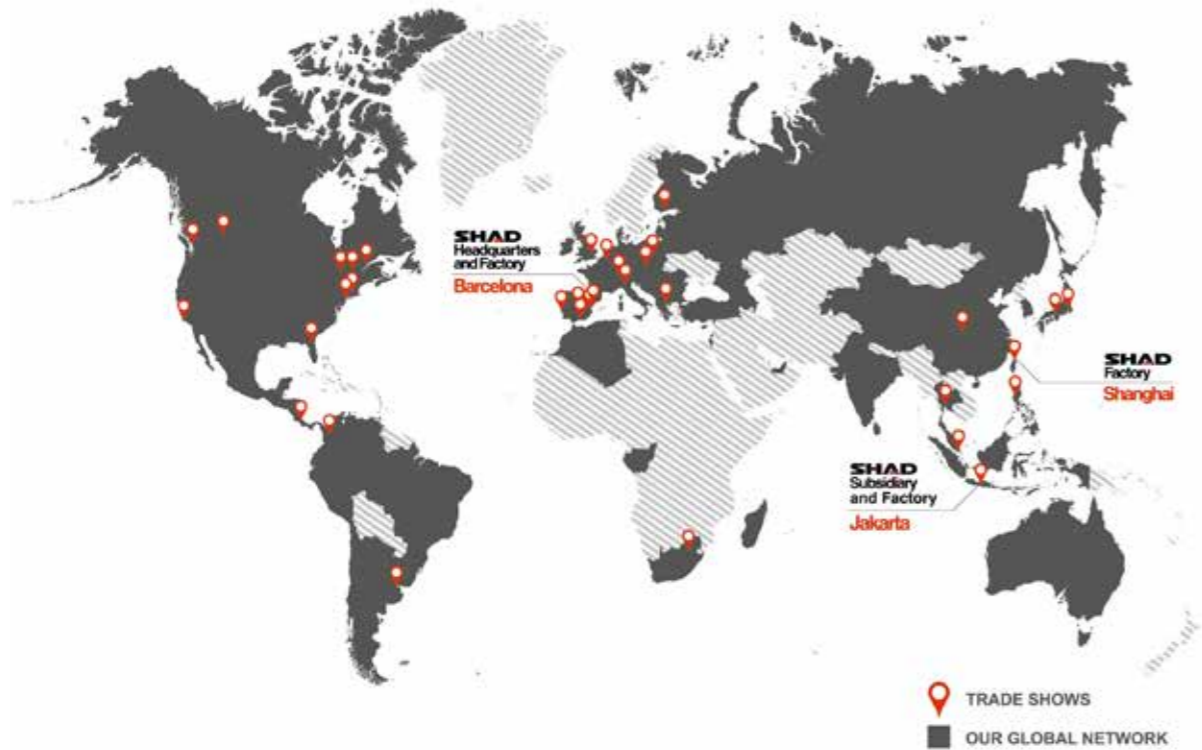 SHAD
Headquarters
and Factory
Barcelona
SHAD
Factory
Shanghai
SHAD
Subsidiary
and Factory
Jakarta
TRADE SHOWS
OUR GLOBAL NETWORK